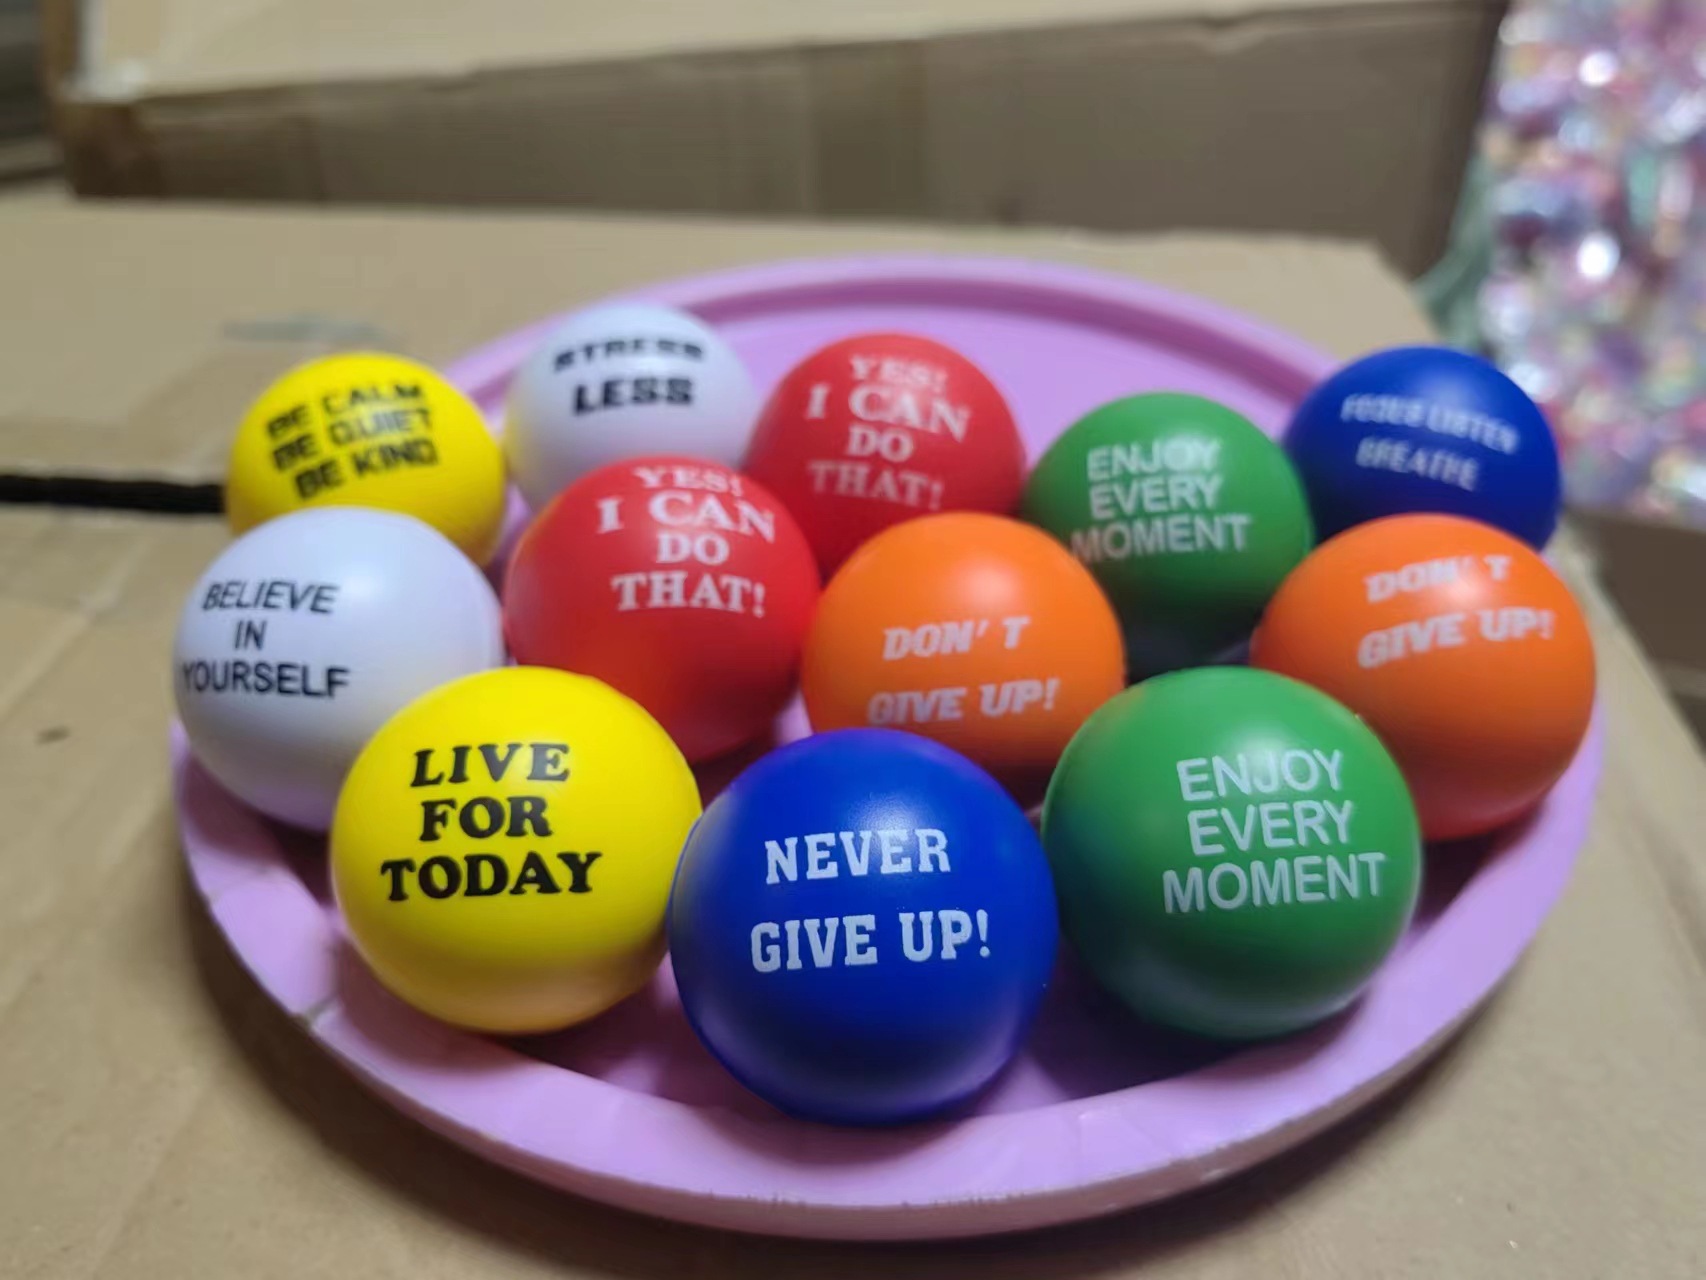 BE CALM
BE QUIET
BE KIND
STRESS
LESS
YES!
I CAN
DO
THAT!
ENJOY
EVERY
MOMENT
FOCUS LISTEN
BREATHE
BELIEVE
IN
YOURSELF
YES!
I CAN
DO
THAT!
DON'T
GIVE UP!
DON'T
GIVE UP!
LIVE
FOR
TODAY
NEVER
GIVE UP!
ENJOY
EVERY
MOMENT